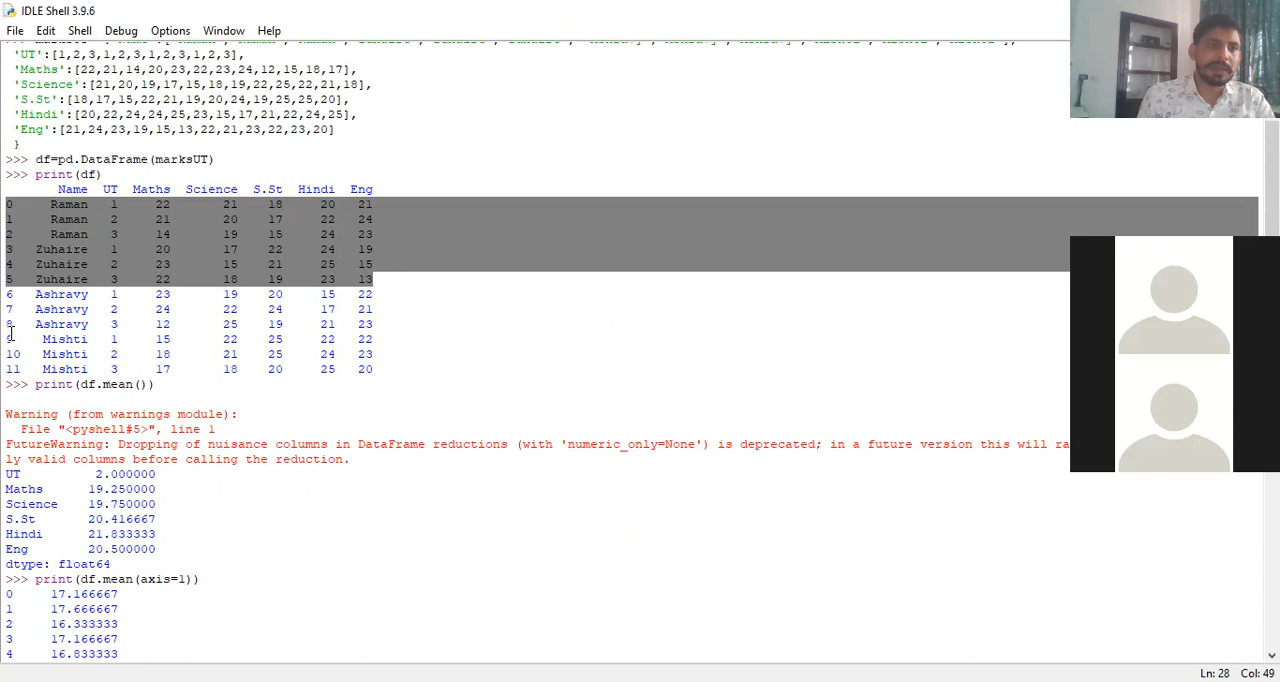 IDLE Shell 3.9.6
File Edit Shell Debug Options Window Help
'UT':[1,2,3,1,2,3,1,2,3,1,2,3],
'Maths':[22,21,14,20,23,22,23,24,12,15,18,17],
'Science':[21,20,19,17,15,18,19,22,25,22,21,18],
'S.St':[18,17,15,22,21,19,20,24,19,25,25,20],
'Hindi':[20,22,24,24,25,23,15,17,21,22,24,25],
'Eng':[21,24,23,19,15,13,22,21,23,22,23,20]
}
>>> df=pd.DataFrame(marksUT)
>>> print(df)
Name UT Maths Science S.St Hindi Eng
0 Raman 1 22 21 18 20 21
1 Raman 2 21 20 17 22 24
2 Raman 3 14 19 15 24 23
3 Zuhaire 1 20 17 22 24 19
4 Zuhaire 2 23 15 21 25 15
5 Zuhaire 3 22 18 19 23 13
6 Ashravy 1 23 19 20 15 22
7 Ashravy 2 24 22 24 17 21
8 Ashravy 3 12 25 19 21 23
9 Mishti 1 15 22 25 22 22
10 Mishti 2 18 21 25 24 23
11 Mishti 3 17 18 20 25 20
>>> print(df.mean())
Warning (from warnings module):
File "<pyshell#5>", line 1
FutureWarning: Dropping of nuisance columns in DataFrame reductions (with 'numeric_only=None') is deprecated; in a future version this will ra
ly valid columns before calling the reduction.
UT 2.000000
Maths 19.250000
Science 19.750000
S.St 20.416667
Hindi 21.833333
Eng 20.500000
dtype: float64
>>> print(df.mean(axis=1))
0 17.166667
1 17.666667
2 16.333333
3 17.166667
4 16.833333
Ln: 28 Col: 49